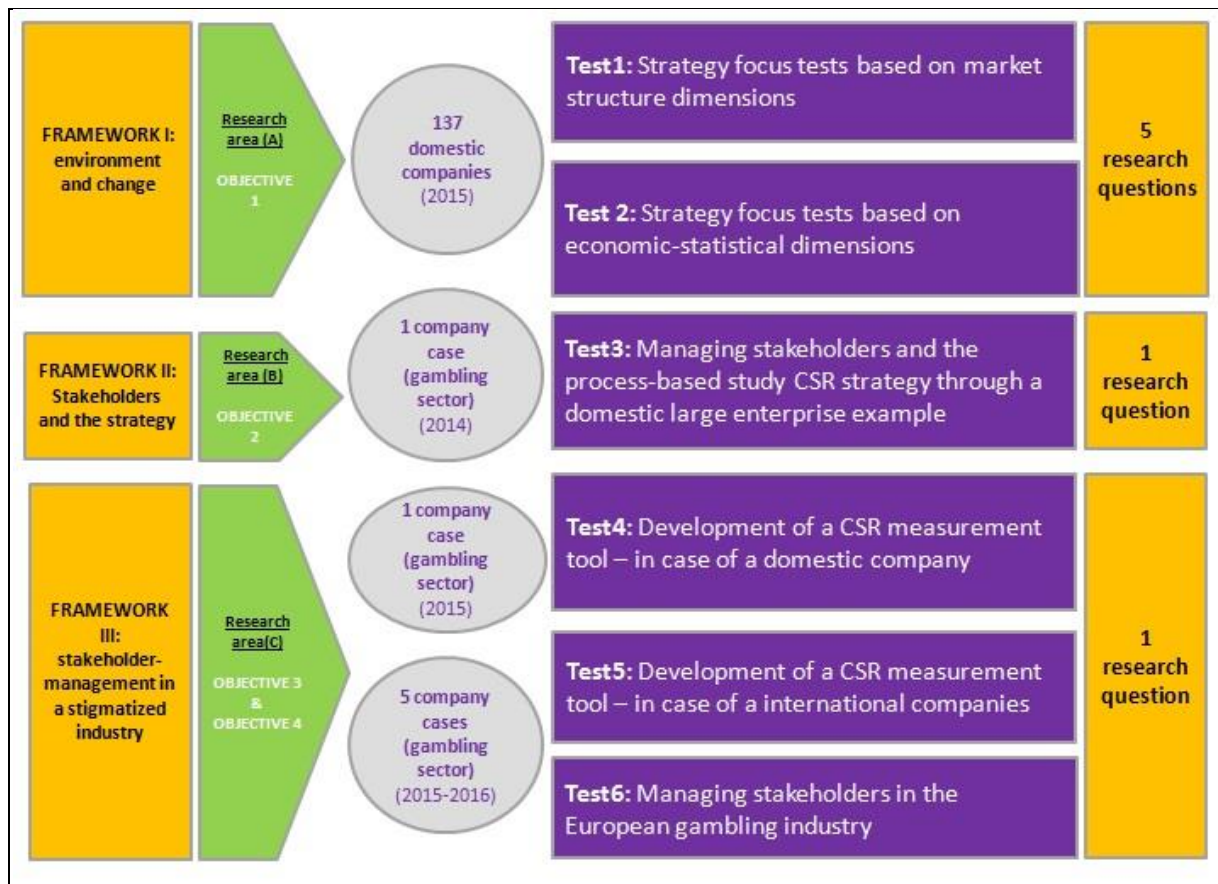 FRAMEWORK I:
environment
and change
Research
area (A)
OBJECTIVE
1
137
domestic
companies
(2015)
Test1: Strategy focus tests based on market
structure dimensions
Test 2: Strategy focus tests based on
economic-statistical dimensions
5
research
questions
FRAMEWORK II:
Stakeholders
and the strategy
Research
area (B)
OBJECTIVE
2
1 company
case
(gambling
sector)
(2014)
Test3: Managing stakeholders and the
process-based study CSR strategy through a
domestic large enterprise example
1
research
question
FRAMEWORK
III:
stakeholder-
management in
a stigmatized
industry
Research
area(C)
OBJECTIVE 3
&
OBJECTIVE 4
1 company
case
(gambling
sector)
(2015)
5 company
cases
(gambling
sector)
(2015-2016)
Test4: Development of a CSR measurement
tool – in case of a domestic company
Test5: Development of a CSR measurement
tool – in case of a international companies
Test6: Managing stakeholders in the
European gambling industry
1
research
question